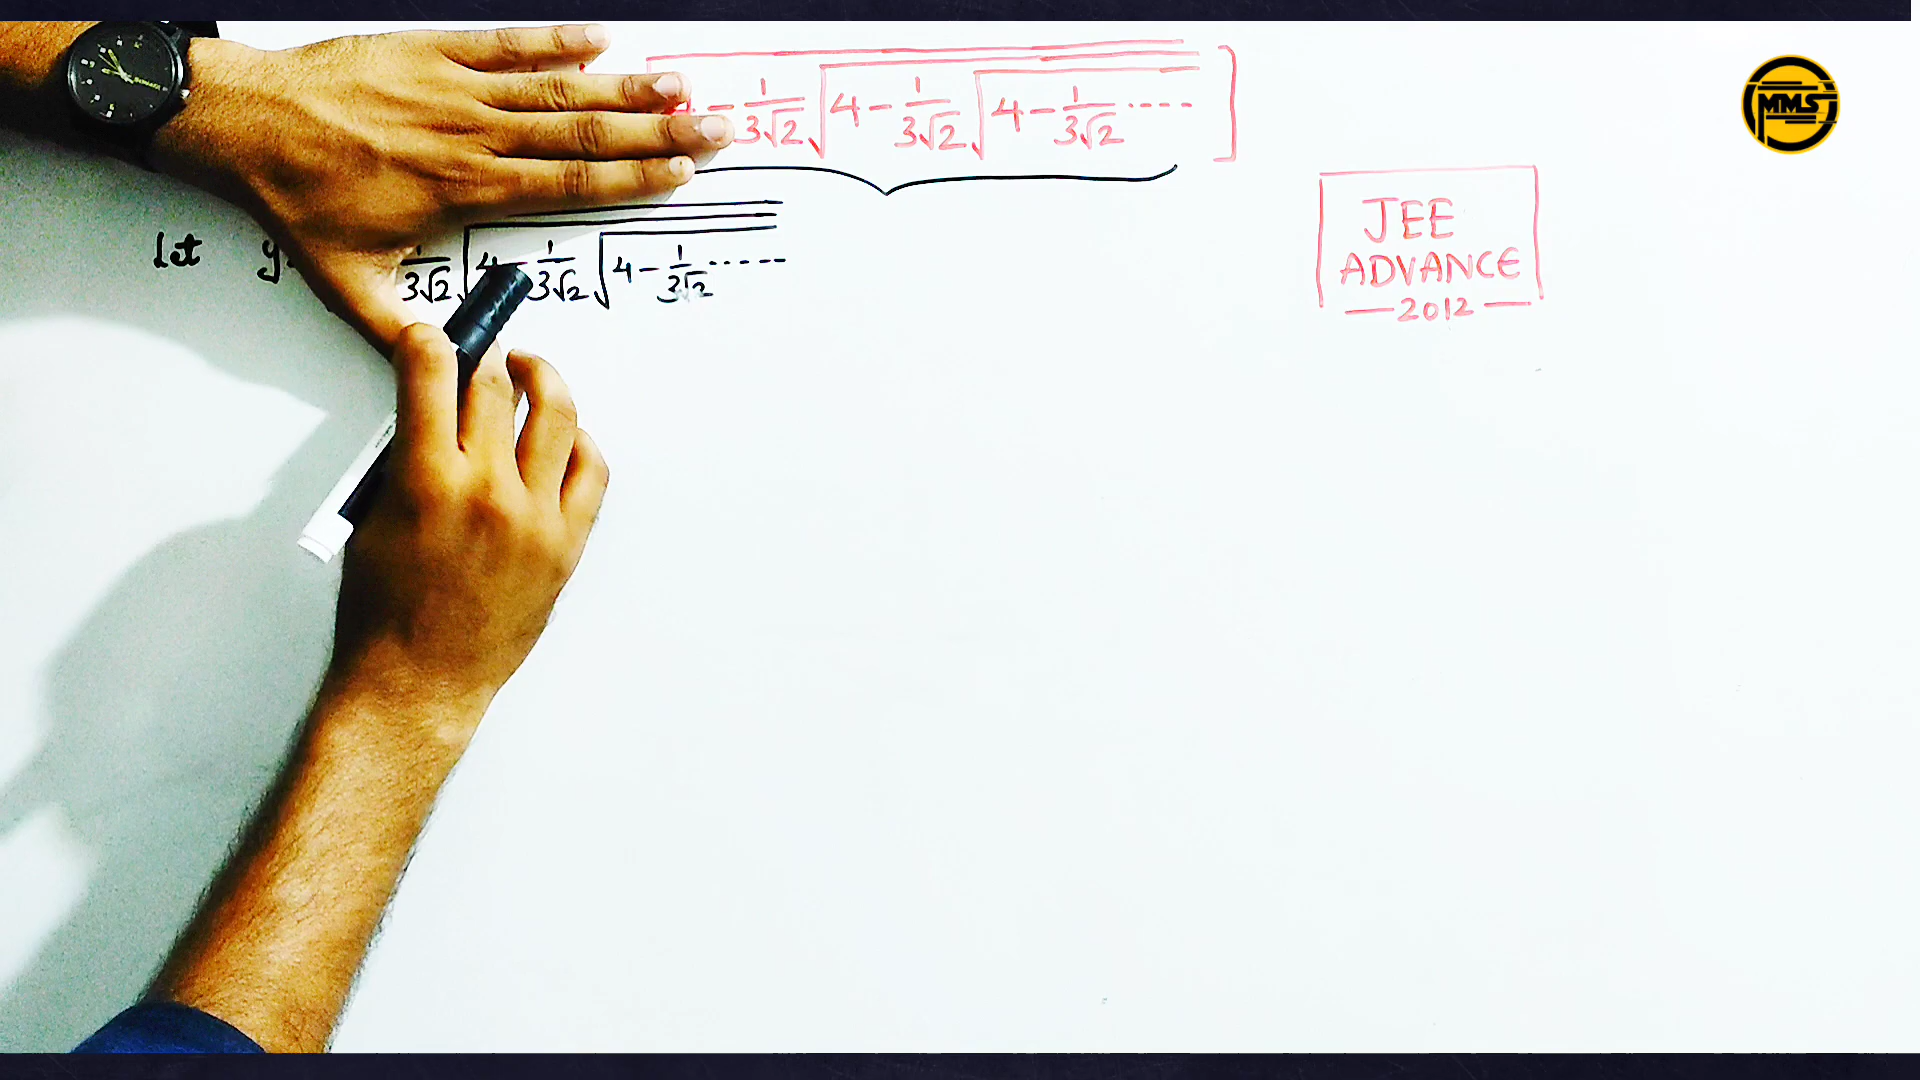 4 - 1/3√2 √4 - 1/3√2 √4 - 1/3√2 ---- ]
MMS
Let y 1/3√2 √4 - 1/3√2 √4 - 1/3√2 -----
JEE
ADVANCE
—2012—